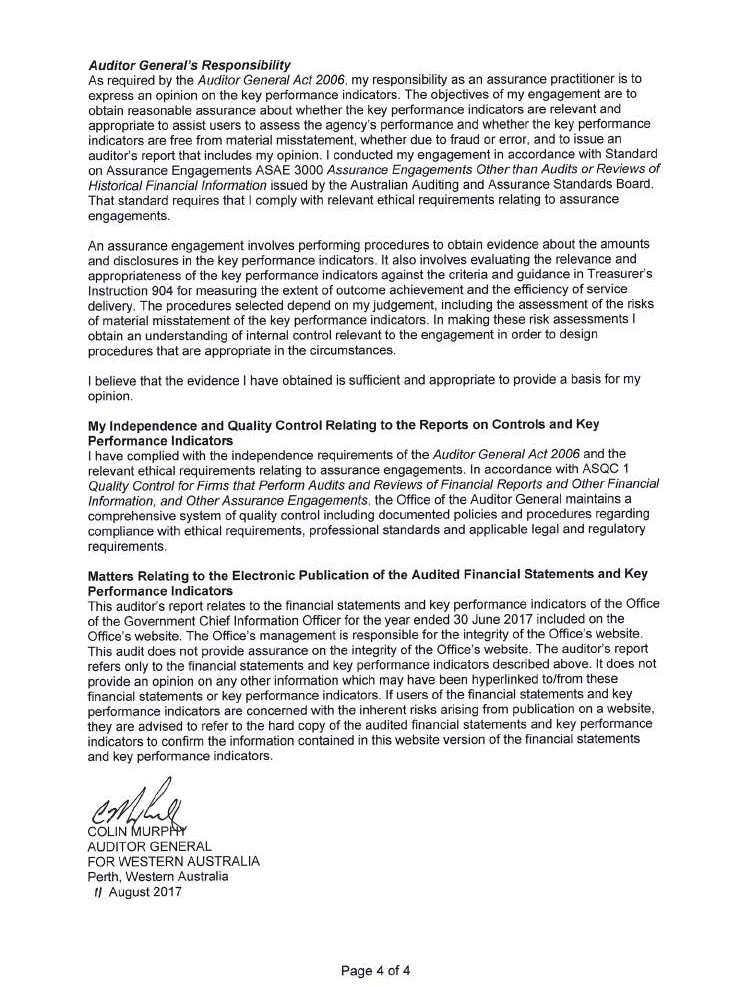 Auditor General's Responsibility
As required by the Auditor General Act 2006, my responsibility as an assurance practitioner is to
express an opinion on the key performance indicators. The objectives of my engagement are to
obtain reasonable assurance about whether the key performance indicators are relevant and
appropriate to assist users to assess the agency's performance and whether the key performance
indicators are free from material misstatement, whether due to fraud or error, and to issue an
auditor's report that includes my opinion. I conducted my engagement in accordance with Standard
on Assurance Engagements ASAE 3000 Assurance Engagements Other than Audits or Reviews of
Historical Financial Information issued by the Australian Auditing and Assurance Standards Board.
That standard requires that I comply with relevant ethical requirements relating to assurance
engagements.
An assurance engagement involves performing procedures to obtain evidence about the amounts
and disclosures in the key performance indicators. It also involves evaluating the relevance and
appropriateness of the key performance indicators against the criteria and guidance in Treasurer's
Instruction 904 for measuring the extent of outcome achievement and the efficiency of service
delivery. The procedures selected depend on my judgement, including the assessment of the risks
of material misstatement of the key performance indicators. In making these risk assessments I
obtain an understanding of internal control relevant to the engagement in order to design
procedures that are appropriate in the circumstances.
I believe that the evidence I have obtained is sufficient and appropriate to provide a basis for my
opinion.
My Independence and Quality Control Relating to the Reports on Controls and Key
Performance Indicators
I have complied with the independence requirements of the Auditor General Act 2006 and the
relevant ethical requirements relating to assurance engagements. In accordance with ASQC 1
Quality Control for Firms that Perform Audits and Reviews of Financial Reports and Other Financial
Information, and Other Assurance Engagements, the Office of the Auditor General maintains a
comprehensive system of quality control including documented policies and procedures regarding
compliance with ethical requirements, professional standards and applicable legal and regulatory
requirements.
Matters Relating to the Electronic Publication of the Audited Financial Statements and Key
Performance Indicators
This auditor's report relates to the financial statements and key performance indicators of the Office
of the Government Chief Information Officer for the year ended 30 June 2017 included on the
Office's website. The Office's management is responsible for the integrity of the Office's website.
This audit does not provide assurance on the integrity of the Office's website. The auditor's report
refers only to the financial statements and key performance indicators described above. It does not
provide an opinion on any other information which may have been hyperlinked to/from these
financial statements or key performance indicators. If users of the financial statements and key
performance indicators are concerned with the inherent risks arising from publication on a website,
they are advised to refer to the hard copy of the audited financial statements and key performance
indicators to confirm the information contained in this website version of the financial statements
and key performance indicators.
COLIN MURPHY
AUDITOR GENERAL
FOR WESTERN AUSTRALIA
Perth, Western Australia
11 August 2017
Page 4 of 4